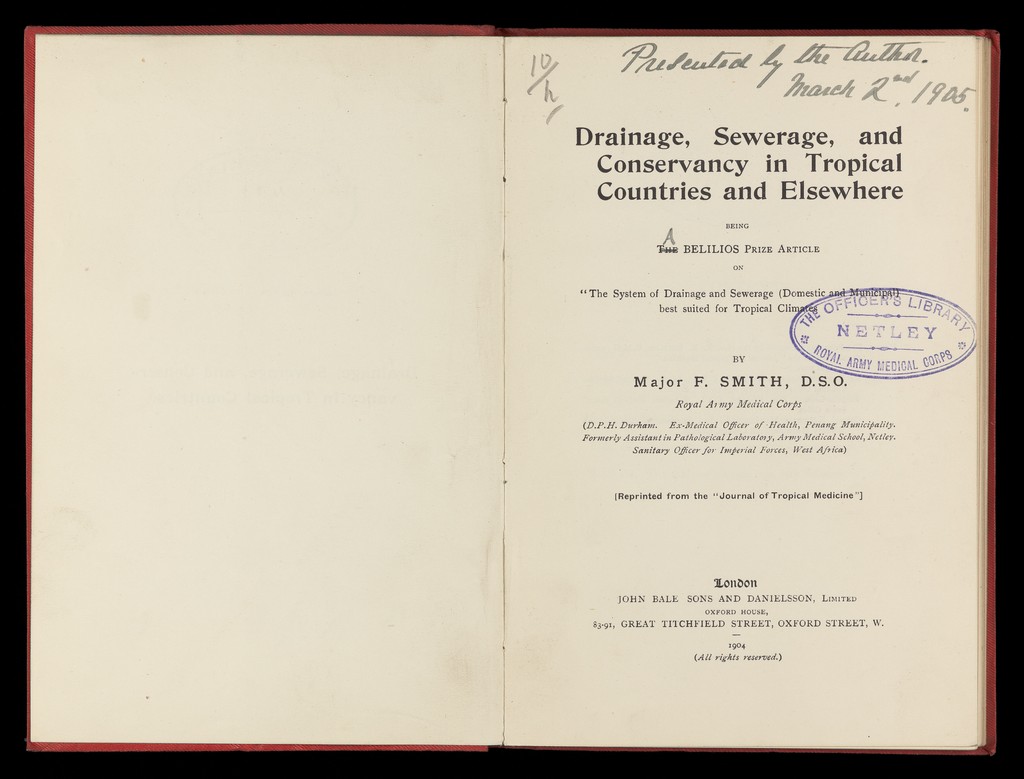 10/h
Presented by the Author.
March 2nd, 1905.
Drainage, Sewerage, and
Conservancy in Tropical
Countries and Elsewhere
BEING
A
THE BELILIOS PRIZE ARTICLE
ON
"The System of Drainage and Sewerage (Domestic and Municipal)
best suited for Tropical Climates
THE OFFICER'S LIBRARY
NETLEY
ROYAL ARMY MEDICAL CORPS
BY
Major F. SMITH, D.S.O.
Royal Army Medical Corps
(D.P.H. Durham. Ex-Medical Officer of Health, Penang Municipality.
Formerly Assistant in Pathological Laboratory, Army Medical School, Netley.
Sanitary Officer for Imperial Forces, West Africa)
[Reprinted from the "Journal of Tropical Medicine"]
London
JOHN BALE SONS AND DANIELSSON, LIMITED
OXFORD HOUSE,
83-91, GREAT TITCHFIELD STREET, OXFORD STREET, W.
1904
(All rights reserved.)